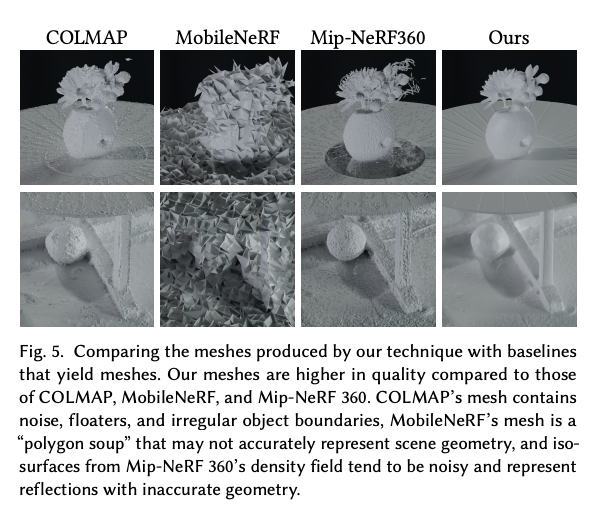 COLMAP MobileNeRF Mip-NeRF360 Ours
Fig. 5. Comparing the meshes produced by our technique with baselines
that yield meshes. Our meshes are higher in quality compared to those
of COLMAP, MobileNeRF, and Mip-NeRF 360. COLMAP’s mesh contains
noise, floaters, and irregular object boundaries, MobileNeRF’s mesh is a
“polygon soup” that may not accurately represent scene geometry, and iso-
surfaces from Mip-NeRF 360’s density field tend to be noisy and represent
reflections with inaccurate geometry.